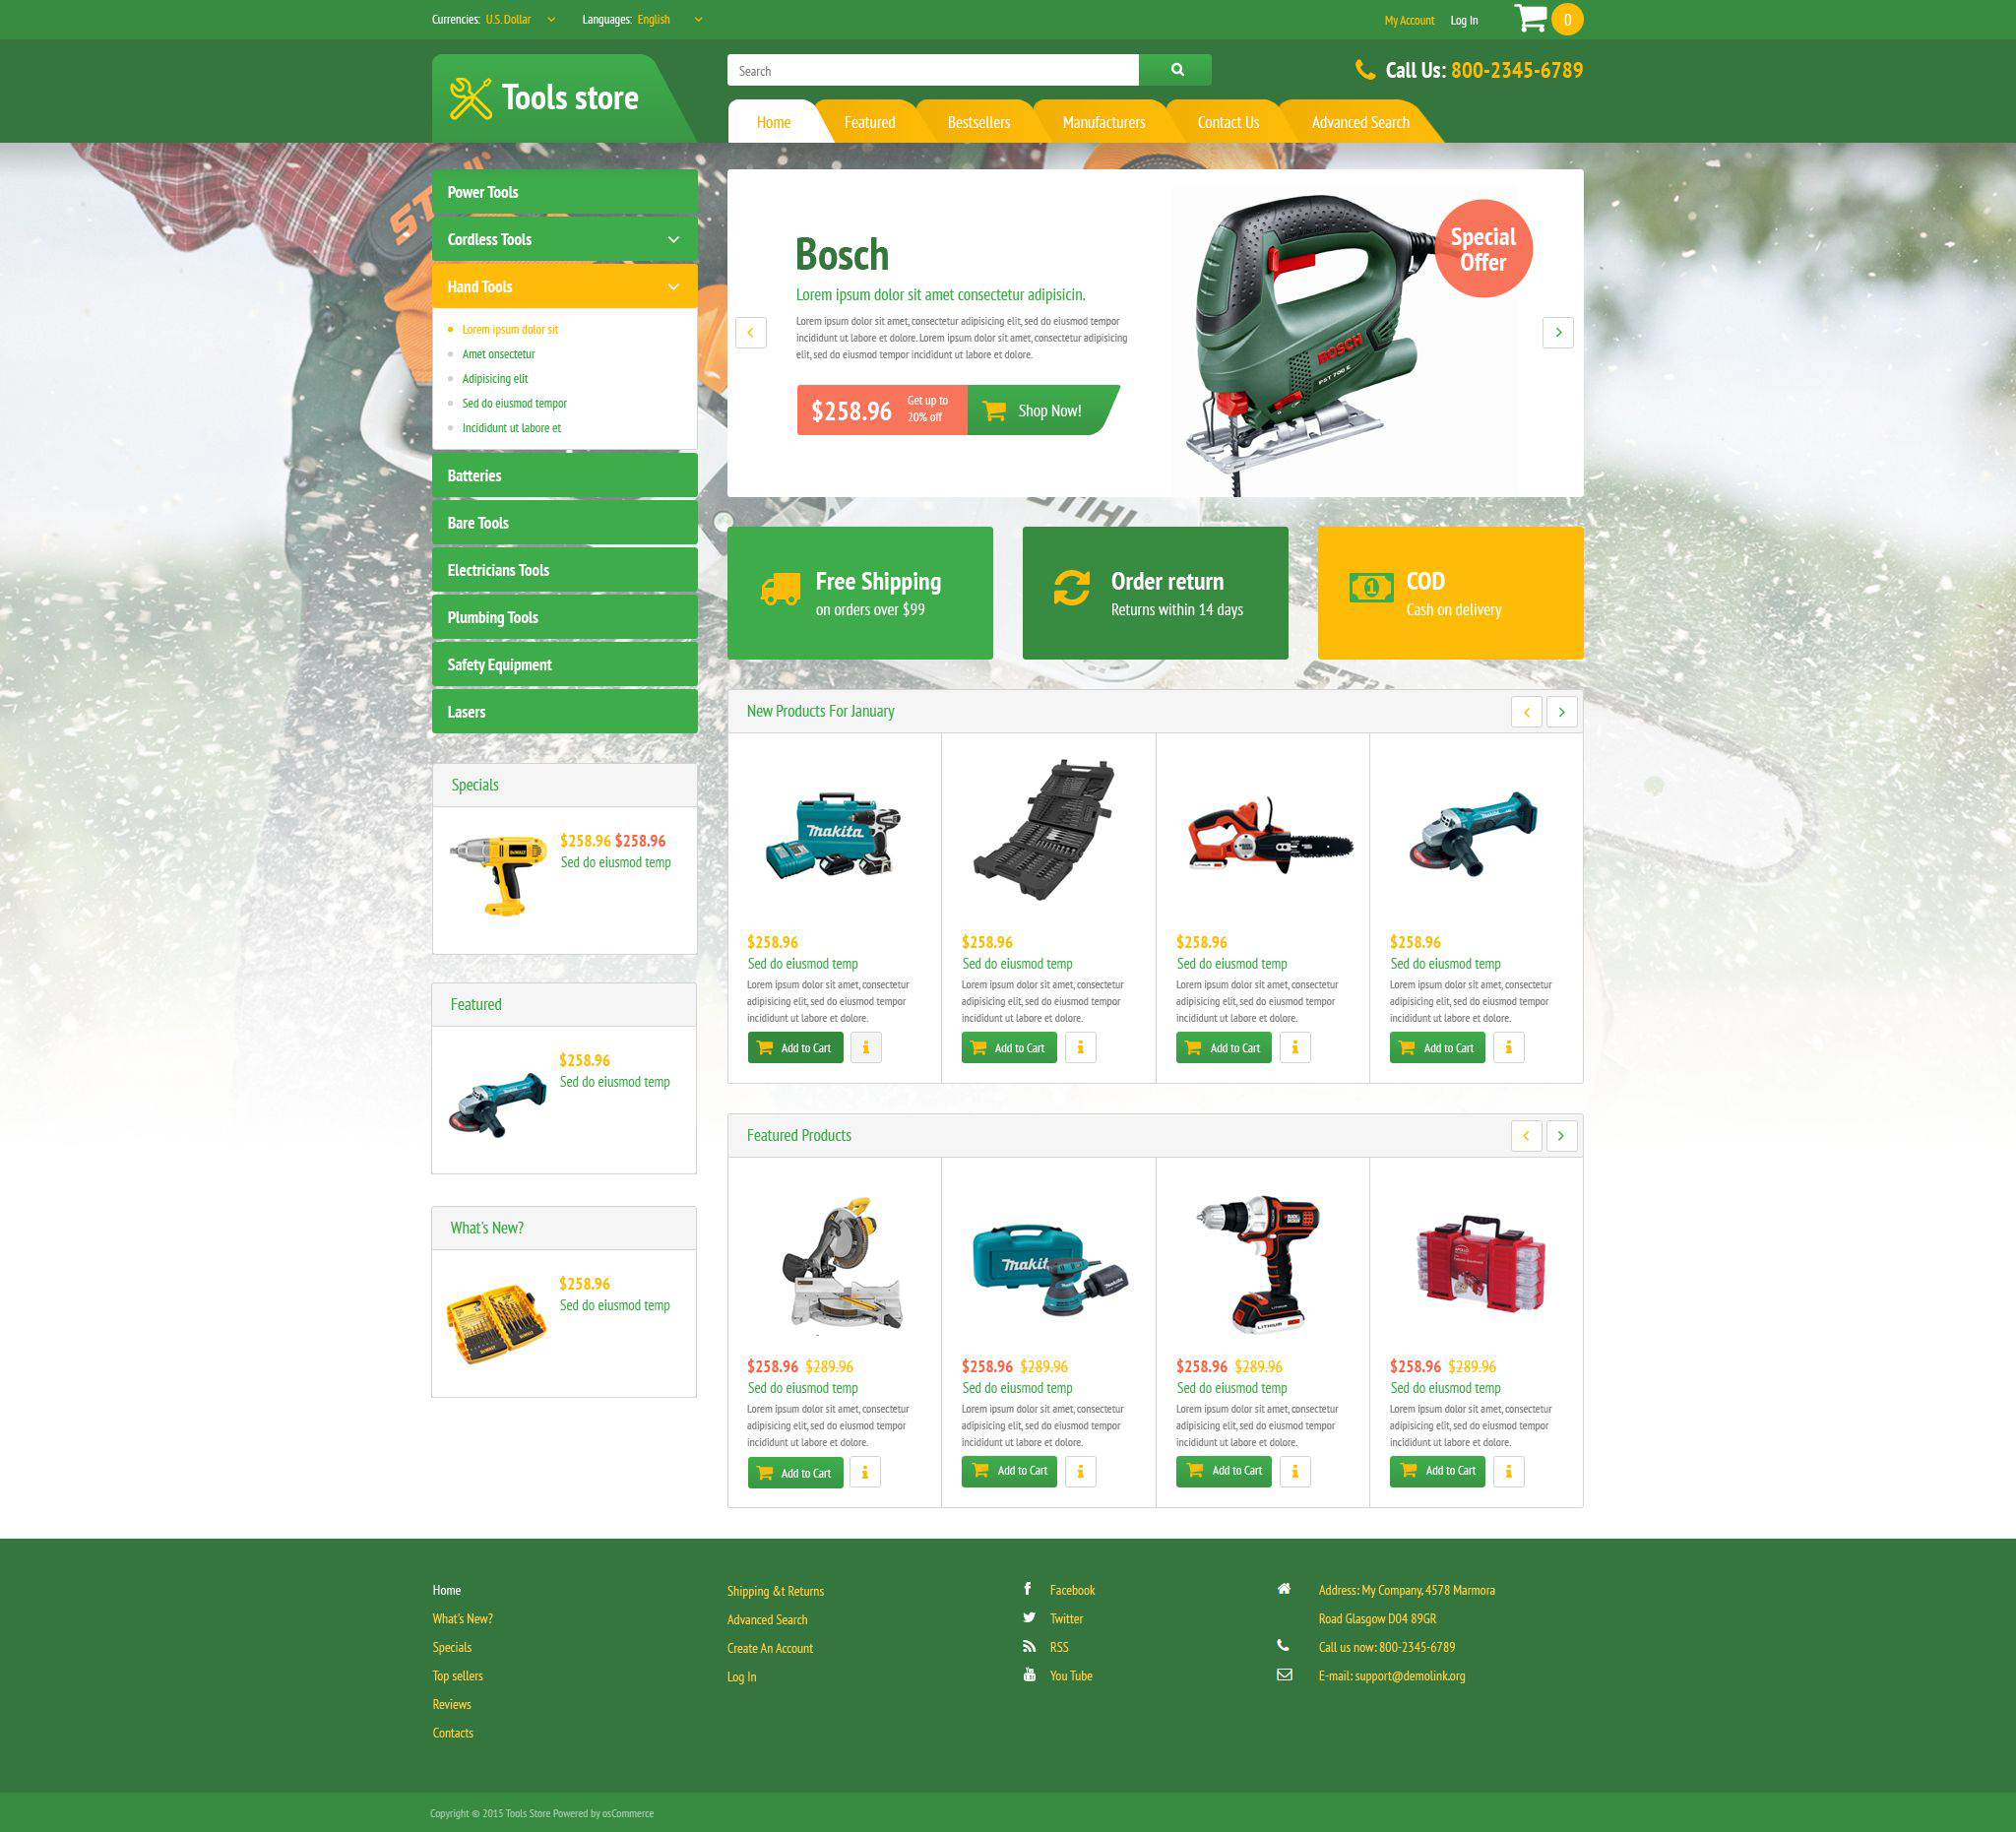 Currencies: U.S. Dollar Languages: English
My Account Log In 0
Tools store
Search
Call Us: 800-2345-6789
Home Featured Bestsellers Manufacturers Contact Us Advanced Search
Power Tools
Cordless Tools
Hand Tools
Lorem ipsum dolor sit
Amet onsectetur
Adipisicing elit
Sed do eiusmod tempor
Incididunt ut labore et
Batteries
Bare Tools
Electricians Tools
Plumbing Tools
Safety Equipment
Lasers
Bosch
Lorem ipsum dolor sit amet consectetur adipisicin.
Lorem ipsum dolor sit amet, consectetur adipisicing elit, sed do eiusmod tempor
incididunt ut labore et dolore. Lorem ipsum dolor sit amet, consectetur adipisicing
elit, sed do eiusmod tempor incididunt ut labore et dolore.
$258.96
Get up to
20% off
Shop Now!
BOSCH
PST 700 E
Special
Offer
STIHL
Free Shipping
on orders over $99
Order return
Returns within 14 days
1
COD
Cash on delivery
Specials
DEWALT
$258.96 $258.96
Sed do eiusmod temp
Featured
$258.96
Sed do eiusmod temp
What's New?
DEWALT
$258.96
Sed do eiusmod temp
New Products For January
Makita
$258.96
Sed do eiusmod temp
Lorem ipsum dolor sit amet, consectetur
adipisicing elit, sed do eiusmod tempor
incididunt ut labore et dolore.
Add to Cart i
$258.96
Sed do eiusmod temp
Lorem ipsum dolor sit amet, consectetur
adipisicing elit, sed do eiusmod tempor
incididunt ut labore et dolore.
Add to Cart i
LITHIUM
$258.96
Sed do eiusmod temp
Lorem ipsum dolor sit amet, consectetur
adipisicing elit, sed do eiusmod tempor
incididunt ut labore et dolore.
Add to Cart i
$258.96
Sed do eiusmod temp
Lorem ipsum dolor sit amet, consectetur
adipisicing elit, sed do eiusmod tempor
incididunt ut labore et dolore.
Add to Cart i
Featured Products
$258.96 $289.96
Sed do eiusmod temp
Lorem ipsum dolor sit amet, consectetur
adipisicing elit, sed do eiusmod tempor
incididunt ut labore et dolore.
Add to Cart i
Makita
$258.96 $289.96
Sed do eiusmod temp
Lorem ipsum dolor sit amet, consectetur
adipisicing elit, sed do eiusmod tempor
incididunt ut labore et dolore.
Add to Cart i
LITHIUM
$258.96 $289.96
Sed do eiusmod temp
Lorem ipsum dolor sit amet, consectetur
adipisicing elit, sed do eiusmod tempor
incididunt ut labore et dolore.
Add to Cart i
$258.96 $289.96
Sed do eiusmod temp
Lorem ipsum dolor sit amet, consectetur
adipisicing elit, sed do eiusmod tempor
incididunt ut labore et dolore.
Add to Cart i
Home
What's New?
Specials
Top sellers
Reviews
Contacts
Shipping &t Returns
Advanced Search
Create An Account
Log In
Facebook
Twitter
RSS
You Tube
Address: My Company, 4578 Marmora
Road Glasgow D04 89GR
Call us now: 800-2345-6789
E-mail: support@demolink.org
Copyright © 2015 Tools Store Powered by osCommerce